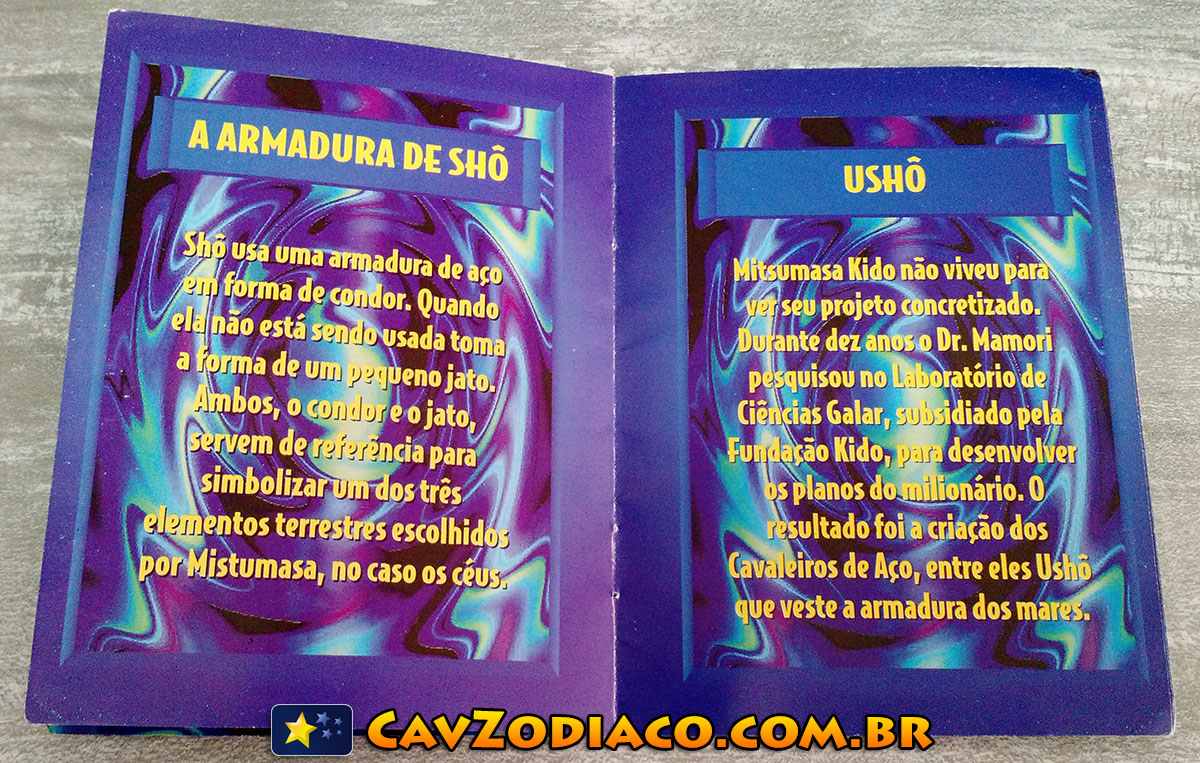 A ARMADURA DE SHÔ
Shô usa uma armadura de aço
em forma de condor. Quando
ela não está sendo usada toma
a forma de um pequeno jato.
Ambos, o condor e o jato,
servem de referência para
simbolizar um dos três
elementos terrestres escolhidos
por Mistumasa, no caso os céus.
USHÔ
Mitsumasa Kido não viveu para
ver seu projeto concretizado.
Durante dez anos o Dr. Mamori
pesquisou no Laboratório de
Ciências Galar, subsidiado pela
Fundação Kido, para desenvolver
os planos do milionário. O
resultado foi a criação dos
Cavaleiros de Aço, entre eles Ushô
que veste a armadura dos mares.
CAVZODIACO.COM.BR